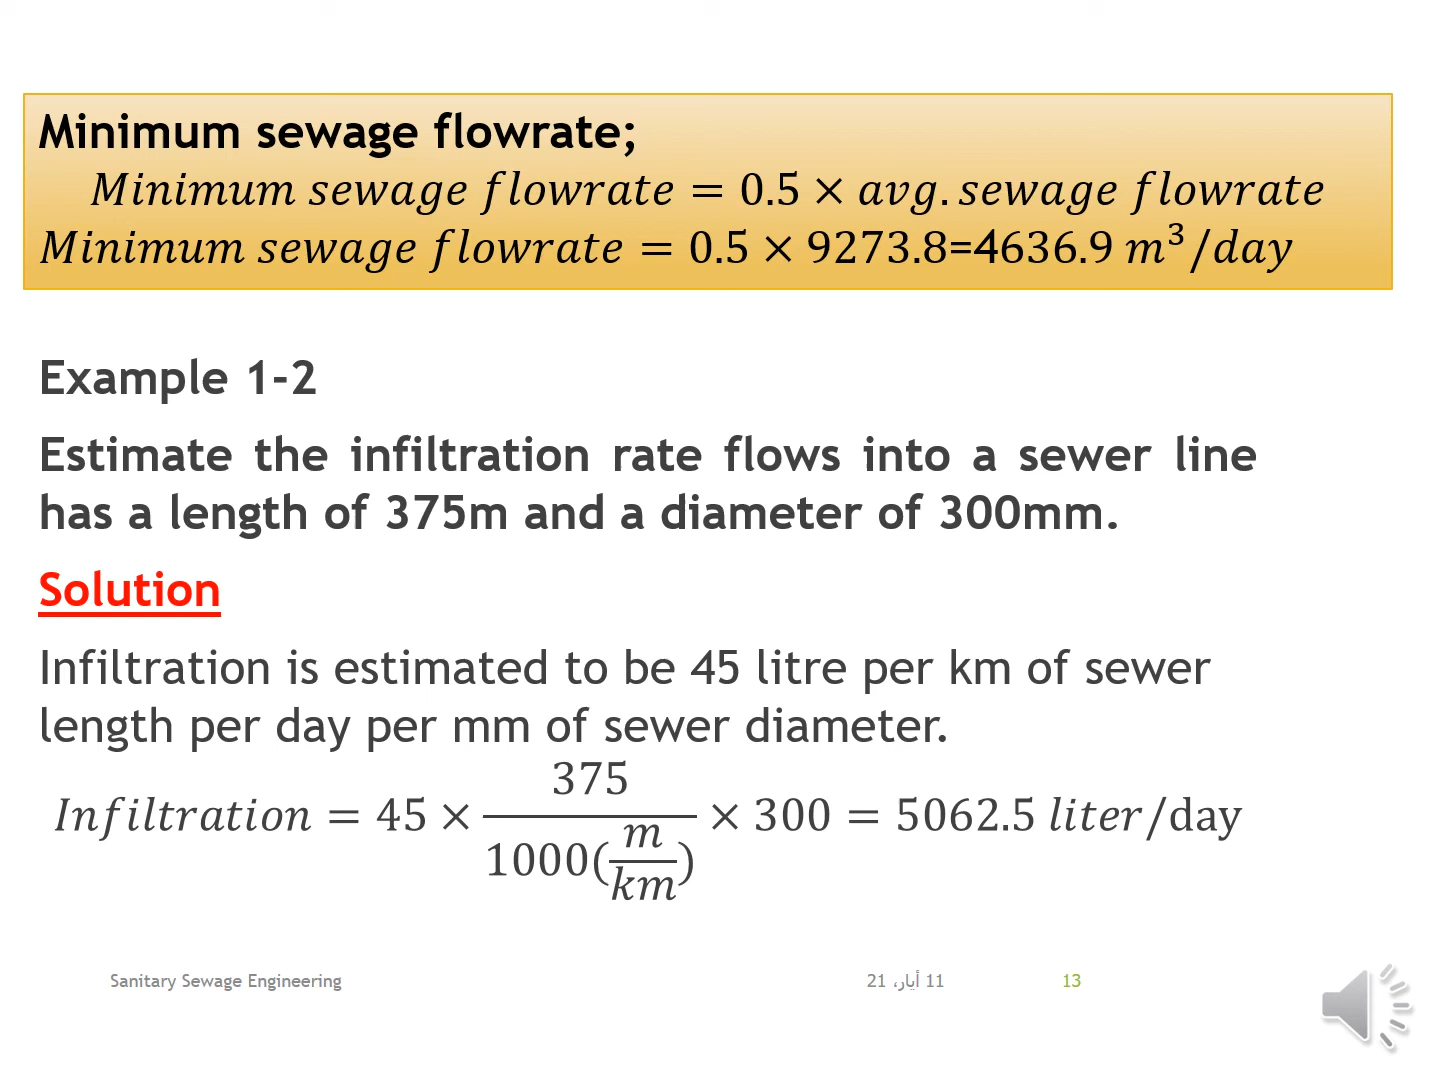 Minimum sewage flowrate;
Minimum sewage flowrate = 0.5 × avg. sewage flowrate
Minimum sewage flowrate = 0.5 × 9273.8=4636.9 m³/day
Example 1-2
Estimate the infiltration rate flows into a sewer line
has a length of 375m and a diameter of 300mm.
Solution
Infiltration is estimated to be 45 litre per km of sewer
length per day per mm of sewer diameter.
Infiltration = 45 × 375 / 1000(m/km) × 300 = 5062.5 liter/day
Sanitary Sewage Engineering
11 أيار، 21
13